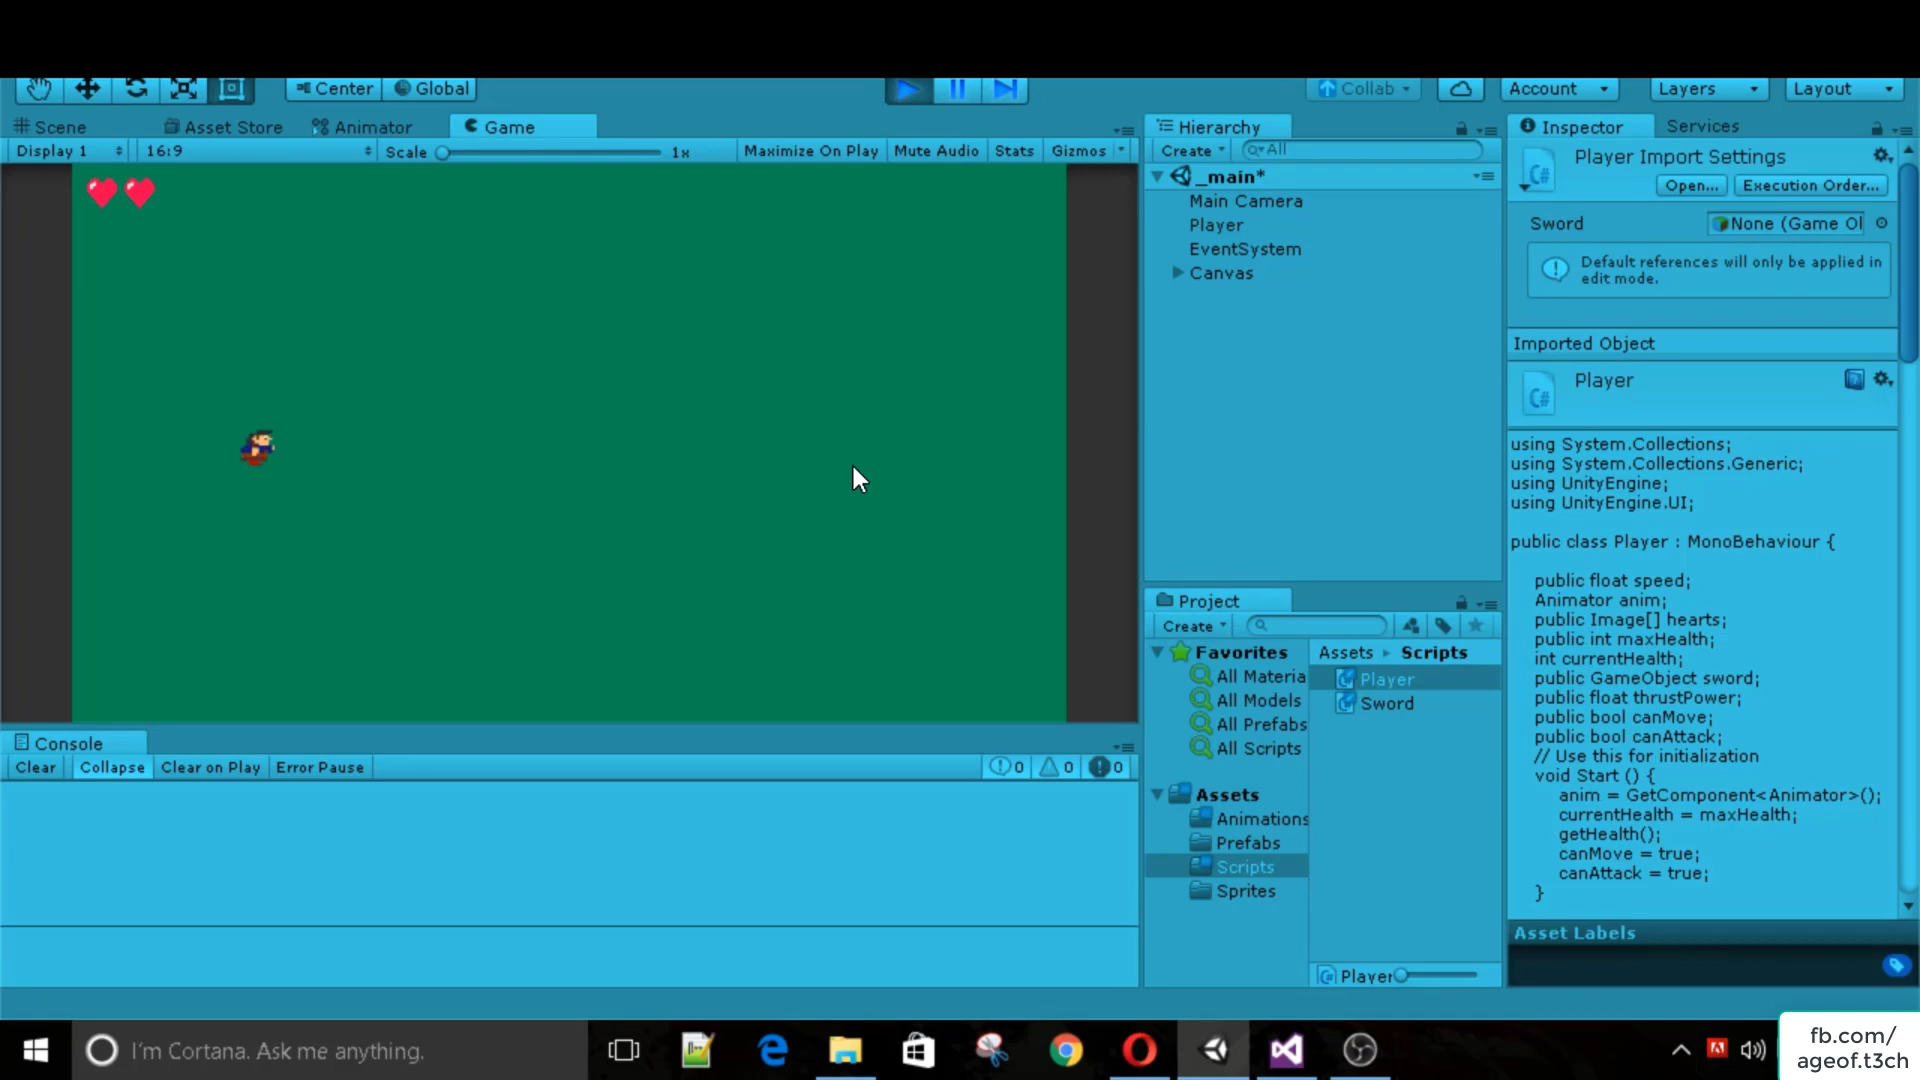 Center Global
Collab Account Layers Layout
Scene Asset Store Animator Game
Display 1 16:9 Scale 1x Maximize On Play Mute Audio Stats Gizmos
Hierarchy
Create All
_main*
Main Camera
Player
EventSystem
Canvas
Inspector Services
Player Import Settings
Open... Execution Order...
Sword None (Game Ol
Default references will only be applied in
edit mode.
Imported Object
Player
using System.Collections;
using System.Collections.Generic;
using UnityEngine;
using UnityEngine.UI;
public class Player : MonoBehaviour {
public float speed;
Animator anim;
public Image[] hearts;
public int maxHealth;
int currentHealth;
public GameObject sword;
public float thrustPower;
public bool canMove;
public bool canAttack;
// Use this for initialization
void Start () {
anim = GetComponent<Animator>();
currentHealth = maxHealth;
getHealth();
canMove = true;
canAttack = true;
}
Asset Labels
Project
Create
Favorites
All Materia
All Models
All Prefabs
All Scripts
Assets
Animations
Prefabs
Scripts
Sprites
Assets Scripts
Player
Sword
Player
Console
Clear Collapse Clear on Play Error Pause 0 0 0
I'm Cortana. Ask me anything.
fb.com/
ageof.t3ch